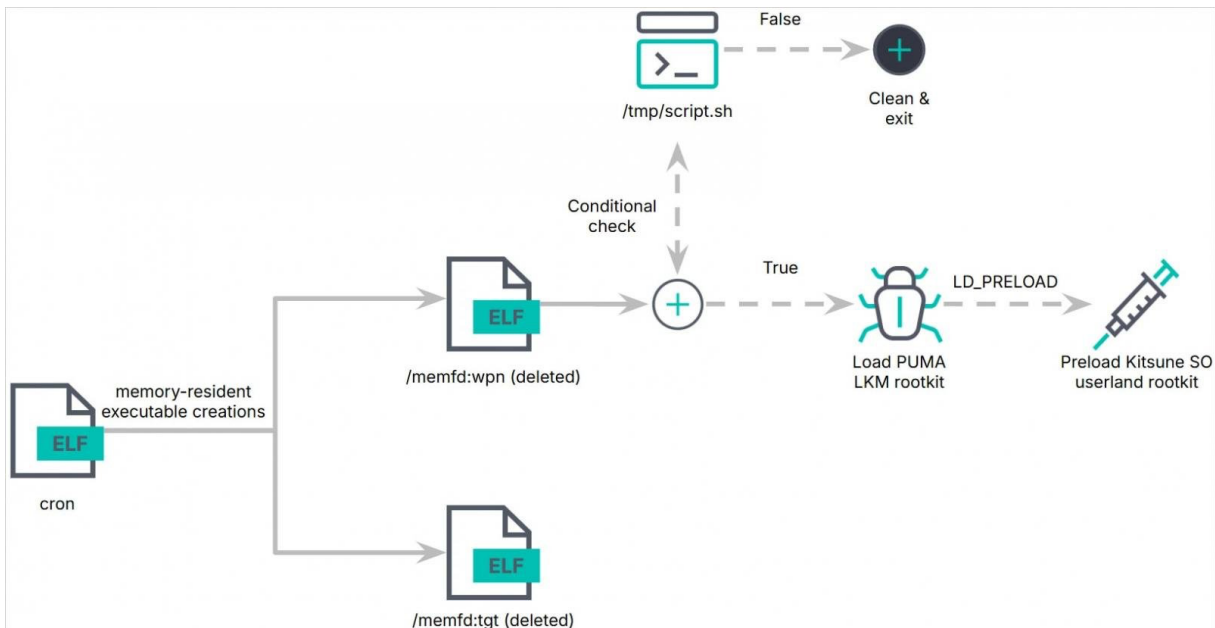 False
>_
/tmp/script.sh
Clean &
exit
Conditional
check
True
LD_PRELOAD
ELF
/memfd:wpn (deleted)
Load PUMA
LKM rootkit
Preload Kitsune SO
userland rootkit
memory-resident
executable creations
ELF
cron
ELF
/memfd:tgt (deleted)